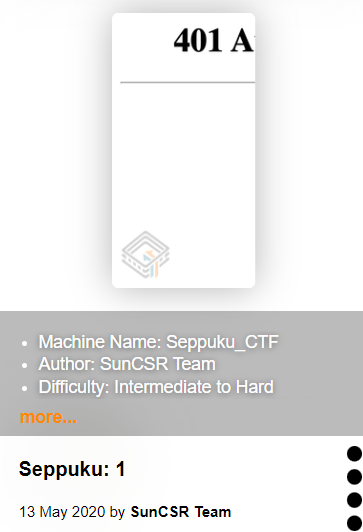 401 A
Machine Name: Seppuku_CTF
Author: SunCSR Team
Difficulty: Intermediate to Hard
more...
Seppuku: 1
13 May 2020 by SunCSR Team